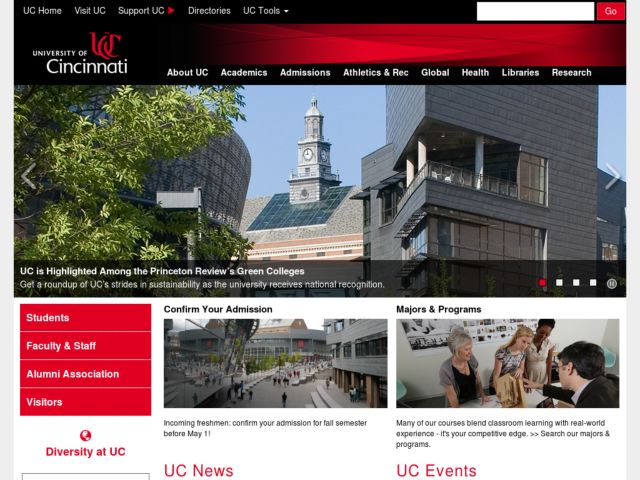 UC Home Visit UC Support UC Directories UC Tools
Go
UNIVERSITY OF
UC
Cincinnati
About UC Academics Admissions Athletics & Rec Global Health Libraries Research
UC is Highlighted Among the Princeton Review's Green Colleges
Get a roundup of UC's strides in sustainability as the university receives national recognition.
Students
Faculty & Staff
Alumni Association
Visitors
Diversity at UC
Confirm Your Admission
Incoming freshmen: confirm your admission for fall semester
before May 1!
UC News
Majors & Programs
Many of our courses blend classroom learning with real-world
experience - it's your competitive edge. >> Search our majors &
programs.
UC Events